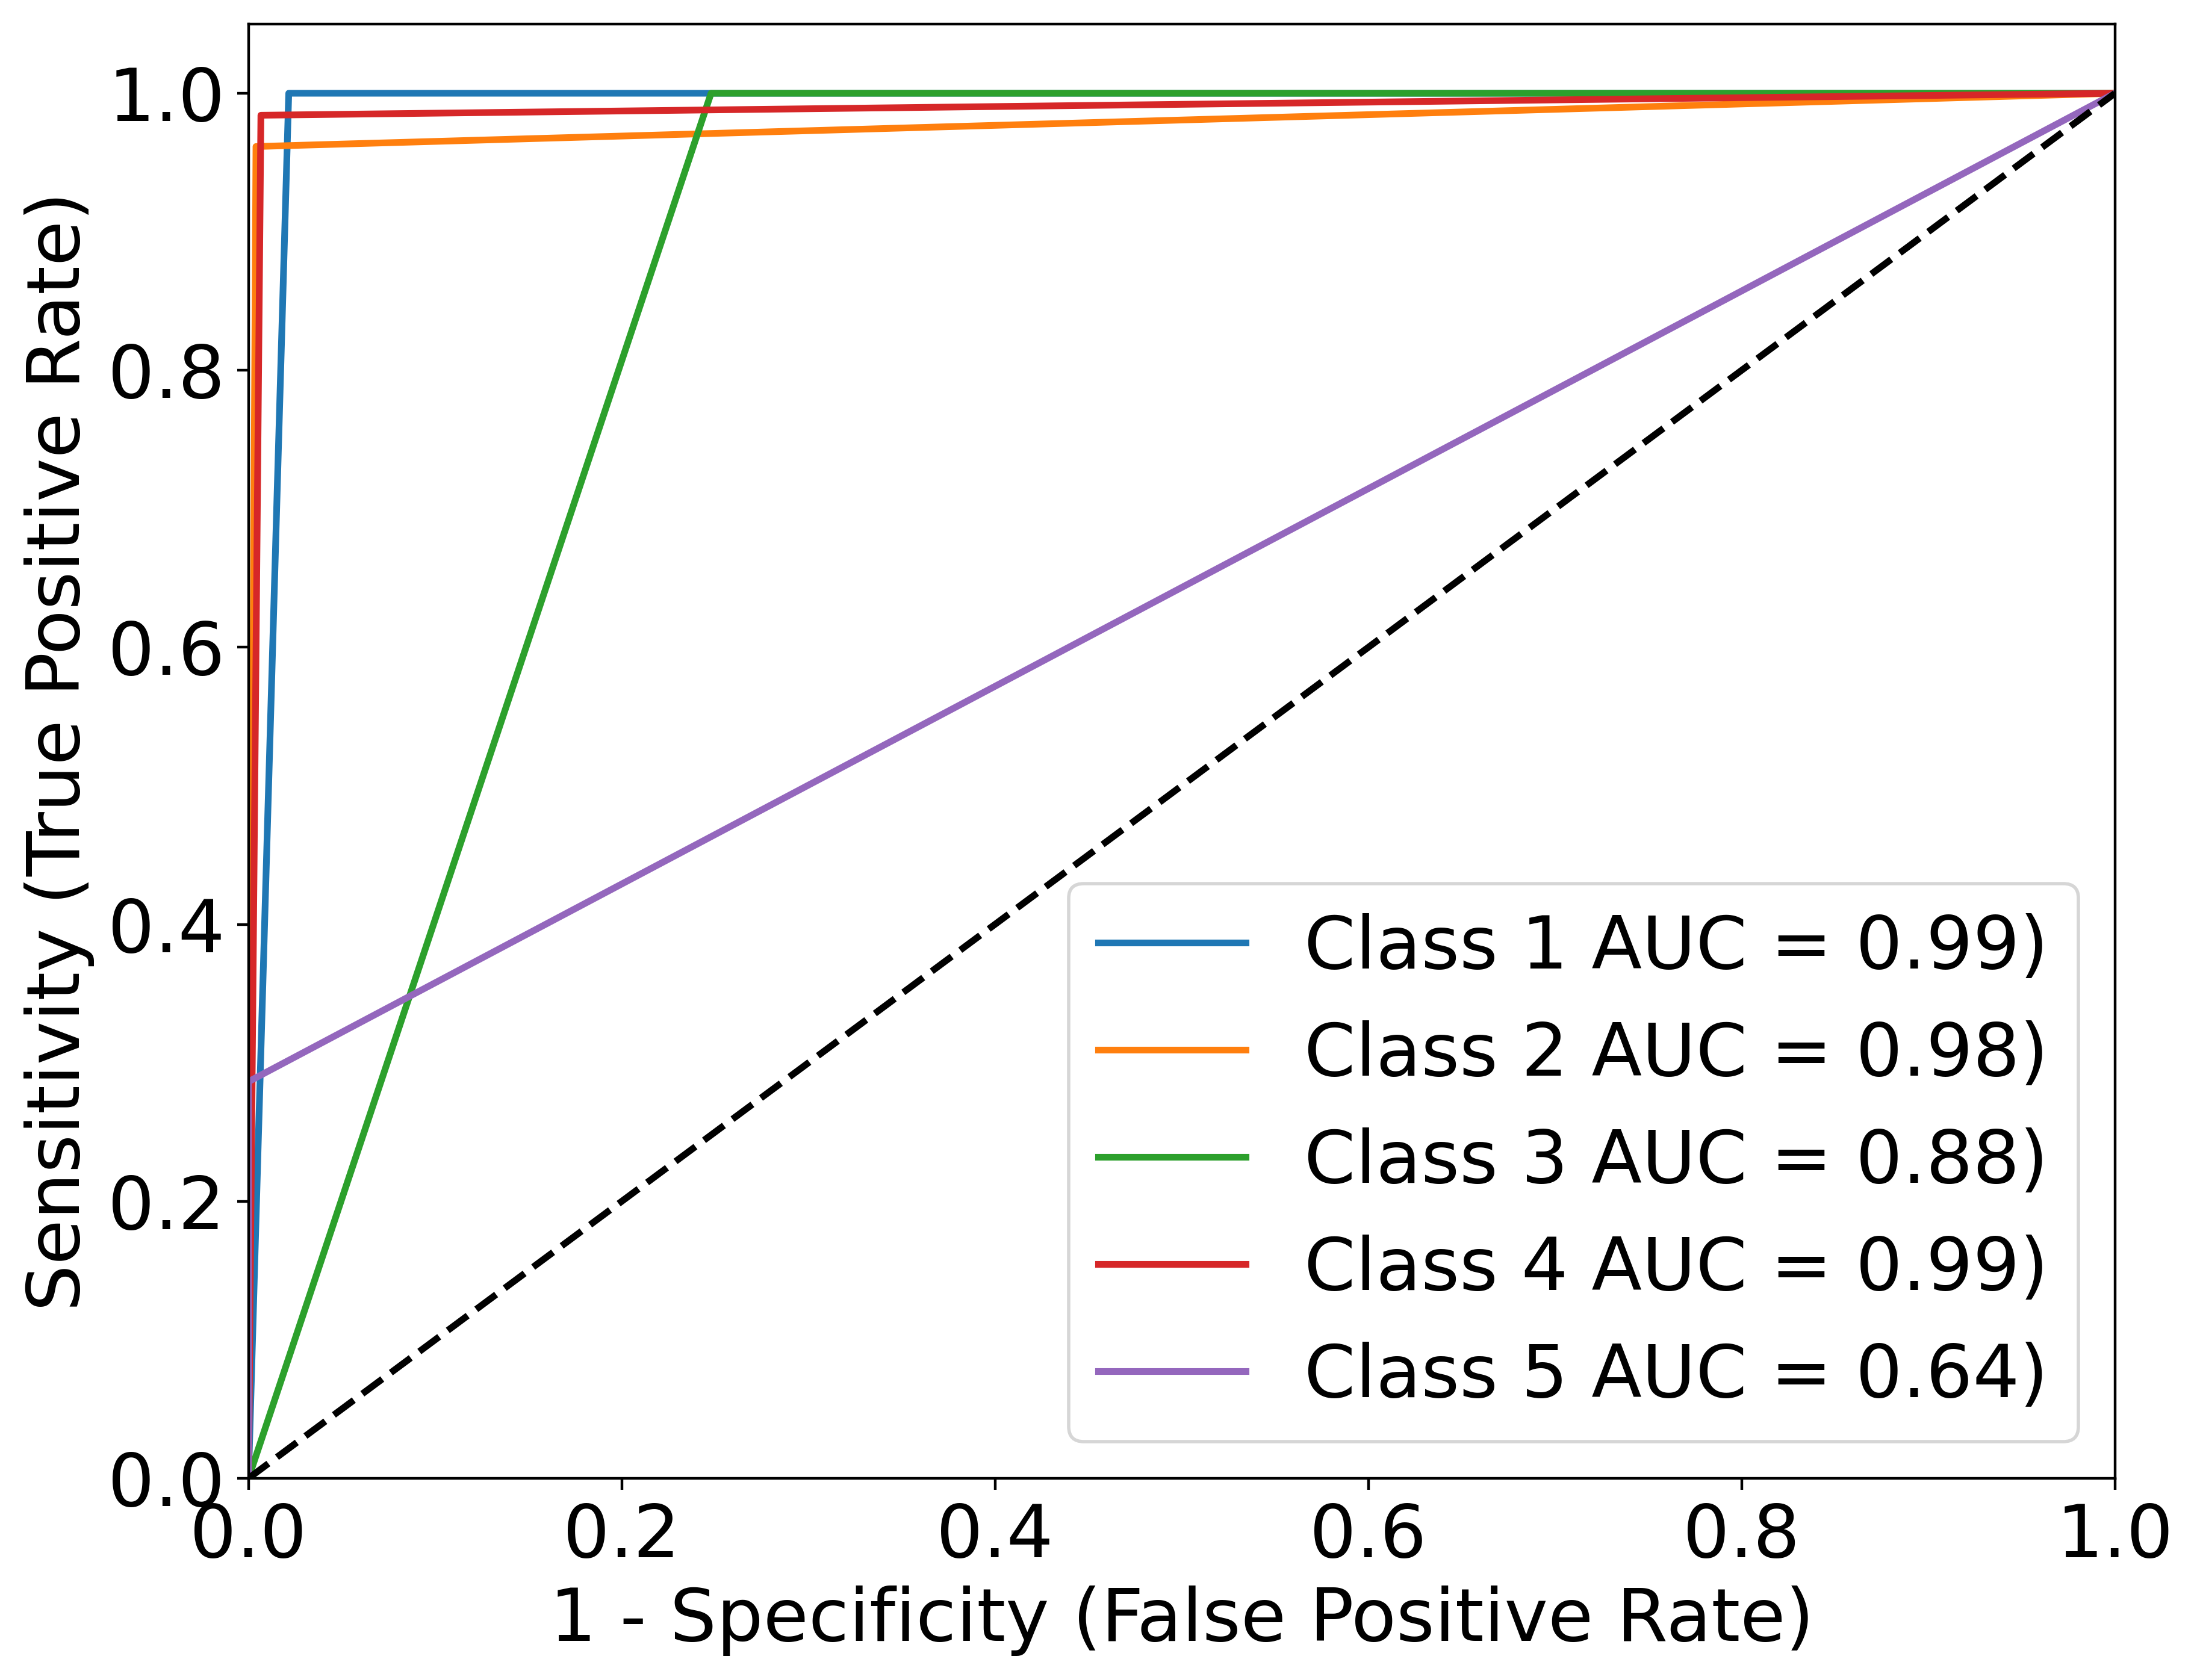 Sensitivity (True Positive Rate)
1.0
0.8
0.6
0.4
0.2
0.0
Class 1 AUC = 0.99)
Class 2 AUC = 0.98)
Class 3 AUC = 0.88)
Class 4 AUC = 0.99)
Class 5 AUC = 0.64)
0.0 0.2 0.4 0.6 0.8 1.0
1 - Specificity (False Positive Rate)